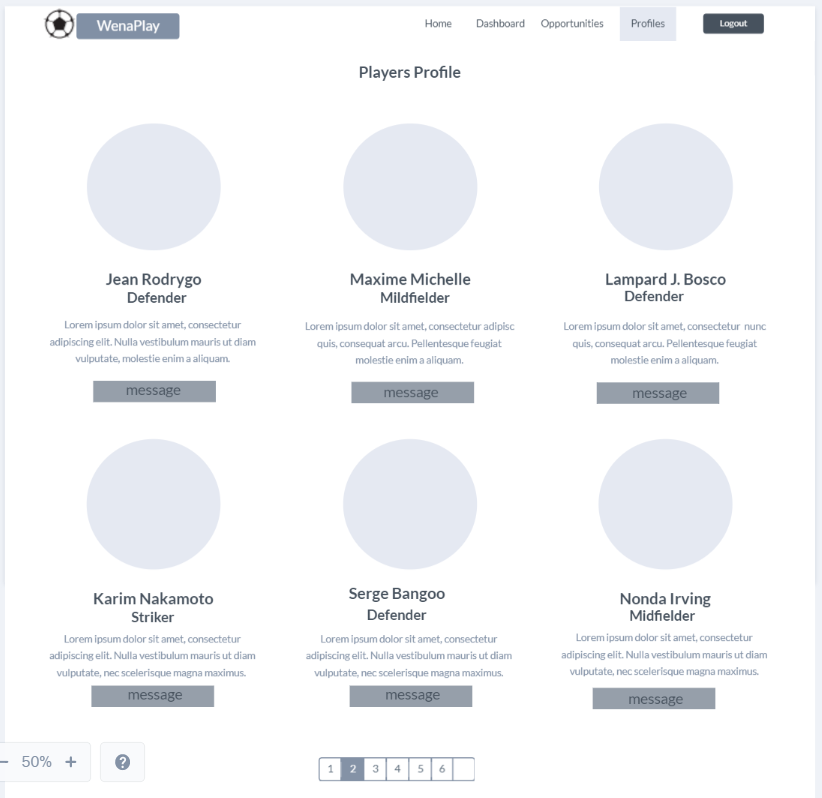 WenaPlay
Home Dashboard Opportunities Profiles Logout
Players Profile
Jean Rodrygo
Defender
Lorem ipsum dolor sit amet, consectetur
adipiscing elit. Nulla vestibulum mauris ut diam
vulputate, molestie enim a aliquam.
message
Maxime Michelle
Mildfielder
Lorem ipsum dolor sit amet, consectetur adipisc
quis, consequat arcu. Pellentesque feugiat
molestie enim a aliquam.
message
Lampard J. Bosco
Defender
Lorem ipsum dolor sit amet, consectetur nunc
quis, consequat arcu. Pellentesque feugiat
molestie enim a aliquam.
message
Karim Nakamoto
Striker
Lorem ipsum dolor sit amet, consectetur
adipiscing elit. Nulla vestibulum mauris ut diam
vulputate, nec scelerisque magna maximus.
message
Serge Bangoo
Defender
Lorem ipsum dolor sit amet, consectetur
adipiscing elit. Nulla vestibulum mauris ut diam
vulputate, nec scelerisque magna maximus.
message
Nonda Irving
Midfielder
Lorem ipsum dolor sit amet, consectetur
adipiscing elit. Nulla vestibulum mauris ut diam
vulputate, nec scelerisque magna maximus.
message
− 50% + ?
1 2 3 4 5 6